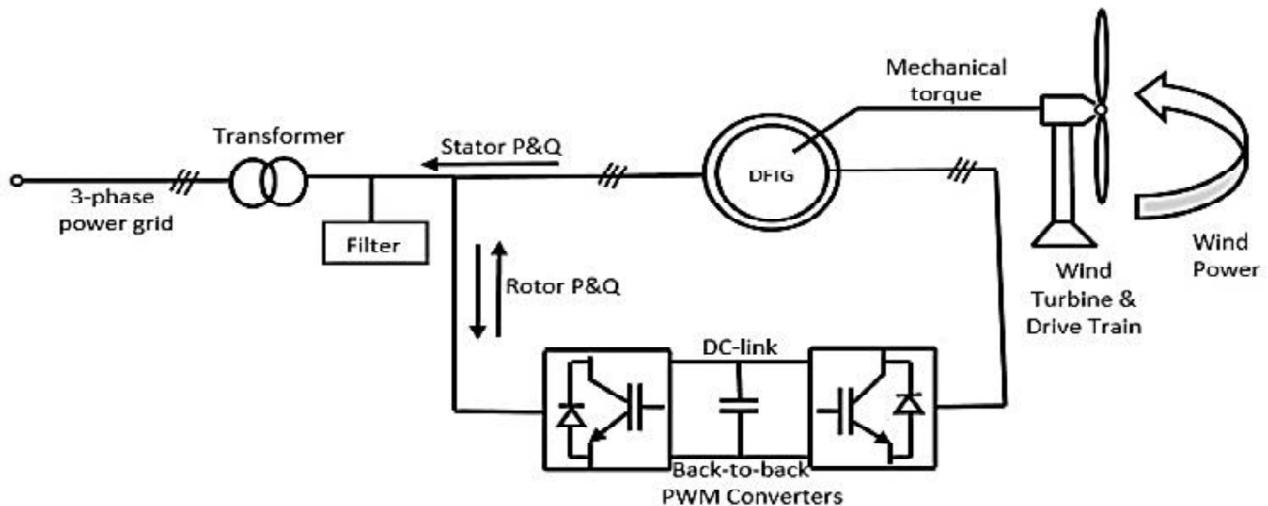 Mechanical
torque
Transformer
Stator P&Q
DFIG
3-phase
power grid
Filter
Wind
Power
Rotor P&Q
Wind
Turbine &
Drive Train
DC-link
Back-to-back
PWM Converters